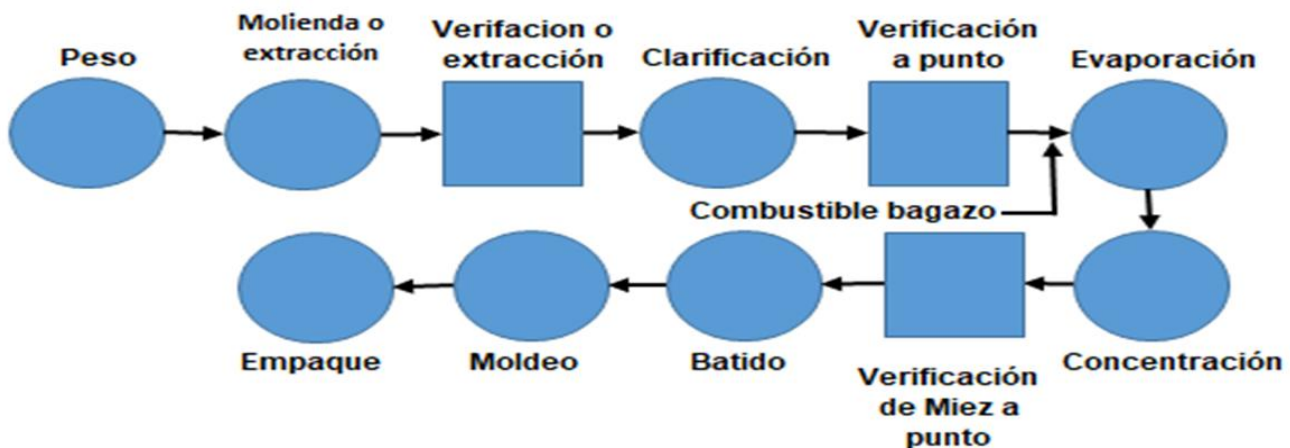 Peso
Molienda o
extracción
Verifacion o
extracción
Clarificación
Verificación
a punto
Evaporación
Combustible bagazo
Empaque
Moldeo
Batido
Verificación
de Miez a
punto
Concentración